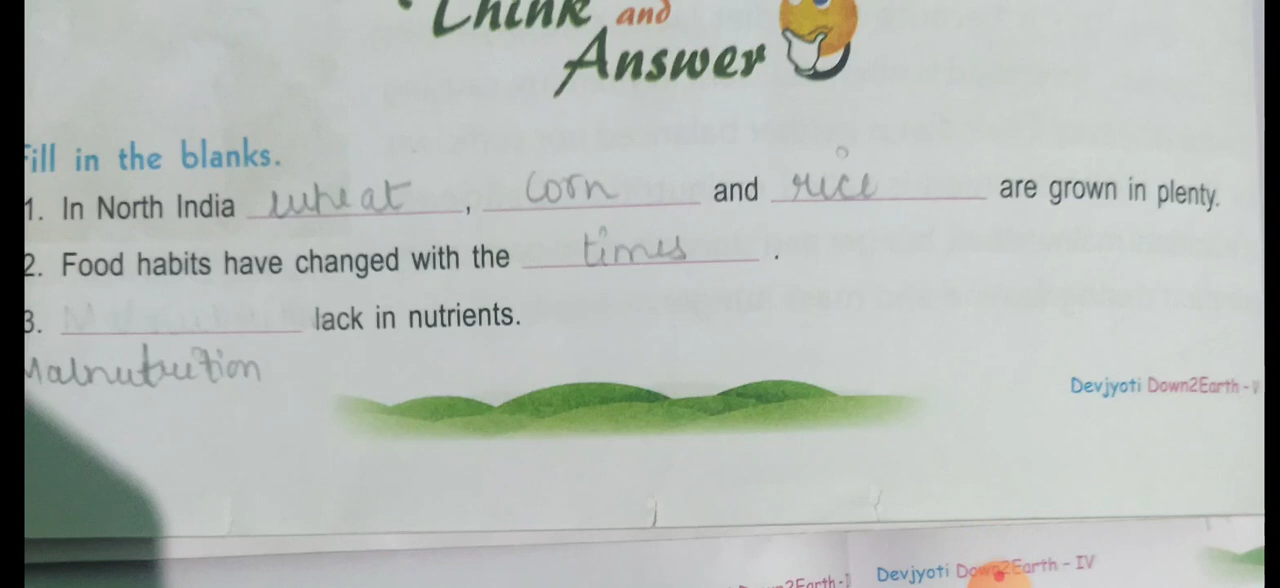 Think and
Answer
Fill in the blanks.
1. In North India wheat, corn and rice are grown in plenty.
2. Food habits have changed with the times.
3. lack in nutrients.
Malnutrition
Devjyoti Down2Earth -
Devjyoti Down2Earth - IV
2Earth-